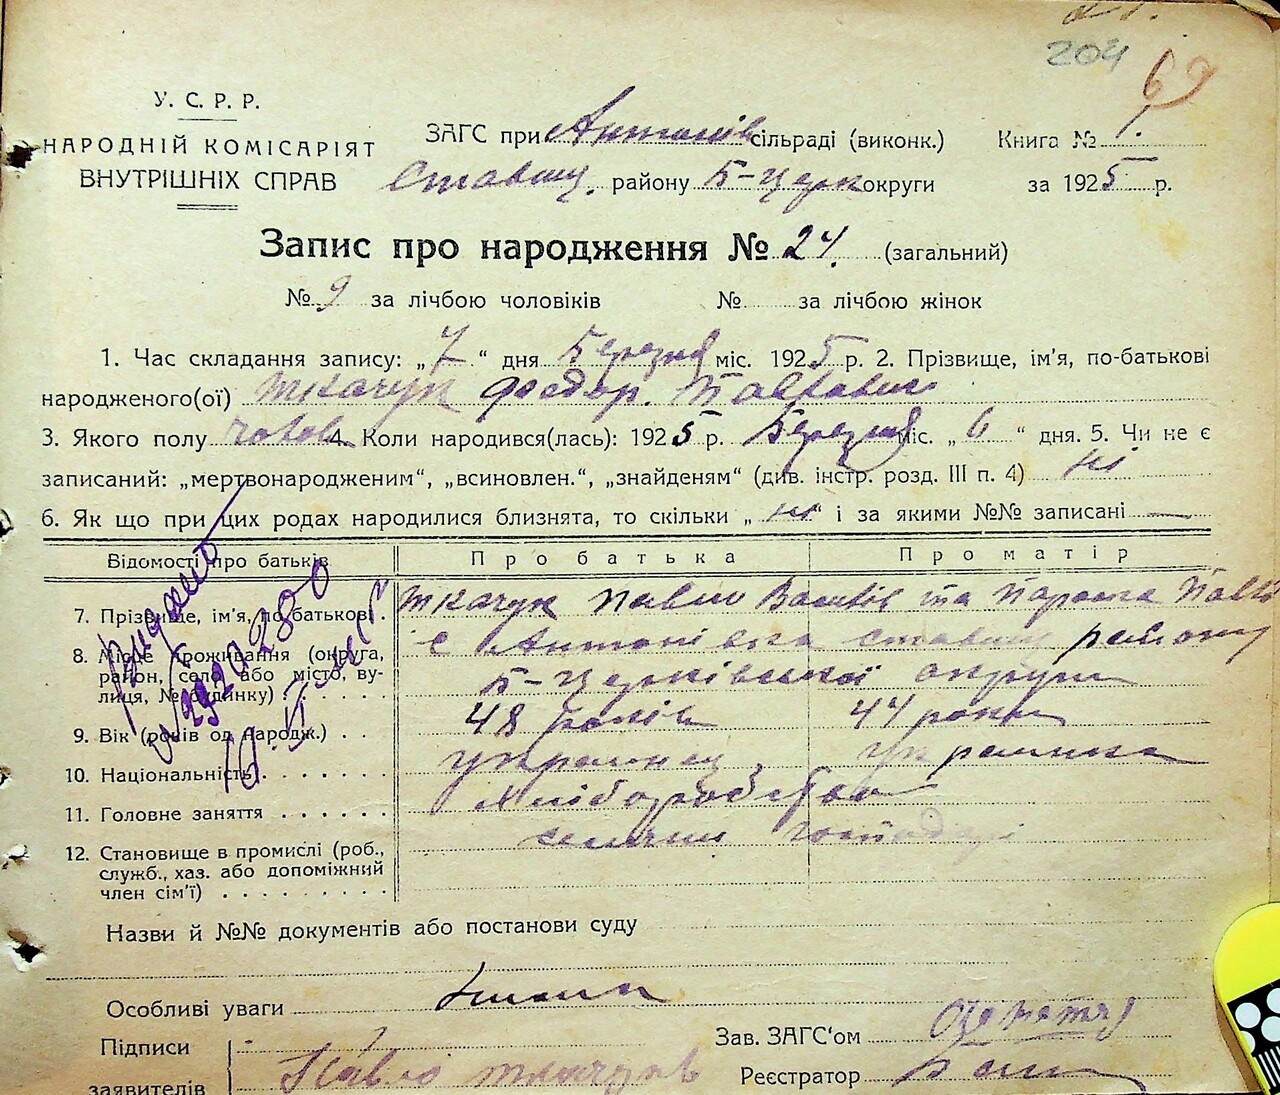 204
69
У. С. Р. Р.
НАРОДНІЙ КОМІСАРІЯТ
ВНУТРІШНІХ СПРАВ
ЗАГС при Антонів сільраді (виконк.) Книга № 1.
Ставищ. району Б-Церк округи за 1925 р.
Запис про народження № 24. (загальний)
№ 9 за лічбою чоловіків № за лічбою жінок
1. Час складання запису: „7“ дня Березня міс. 1925 р. 2. Прізвище, ім'я, по-батькові
народженого(ої) Ткачук Федор. Павлович
3. Якого полу чолов 4. Коли народився(лась): 1925 р. Березня міс. „6“ дня. 5. Чи не є
записаний: „мертвонародженим“, „всиновлен.“, „знайденям“ (див. інстр. розд. III п. 4) ні
6. Як що при цих родах народилися близнята, то скільки „ні“ і за якими №№ записані —
Відомості про батьків Про батька Про матір
7. Прізвище, ім'я, по-батькові. Ткачук Павло та Параска
8. Місце проживання (округа, район, село або місто, вулиця, № будинку) с Антонівка Ставищ району
Б-Церківської округи
9. Вік (років од народж.) . . 48 років 44 роки
10. Національність . . . . . . українец українка
11. Головне заняття . . . . . . Хліборобство
12. Становище в промислі (роб.,
служб., хаз. або допоміжний
член сім'ї) . . . . . . . . .
селяни господарі
Видано
Назви й №№ документів або постанови суду
Особливі уваги
Підписи
заявителів
Павло Ткачук
Зав. ЗАГС'ом
Реєстратор